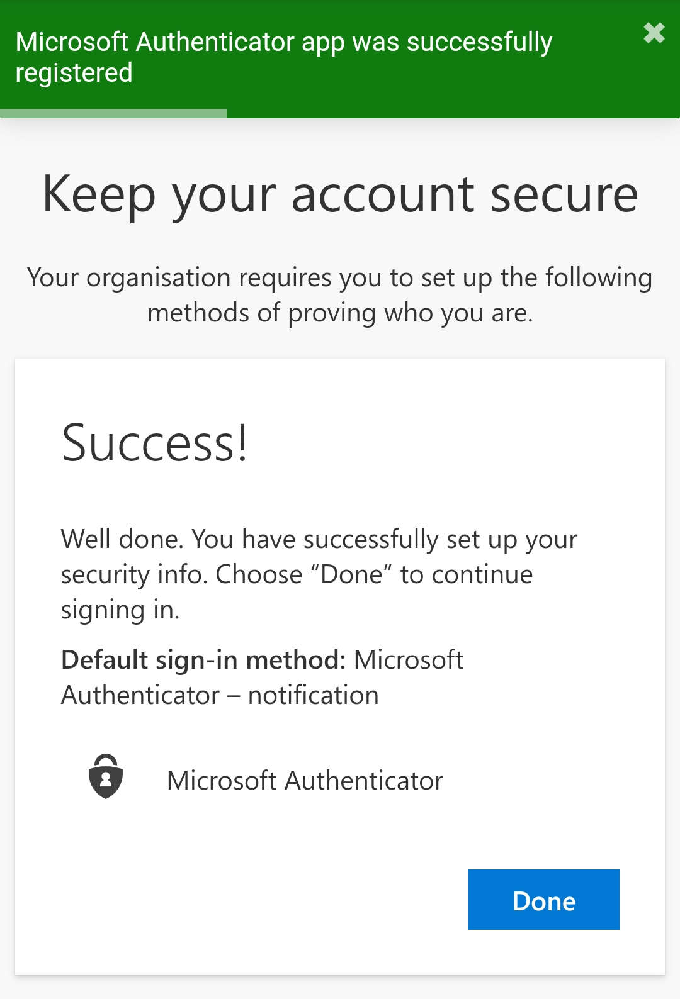 Microsoft Authenticator app was successfully
registered
Keep your account secure
Your organisation requires you to set up the following
methods of proving who you are.
Success!
Well done. You have successfully set up your
security info. Choose “Done” to continue
signing in.
Default sign-in method: Microsoft
Authenticator – notification
Microsoft Authenticator
Done